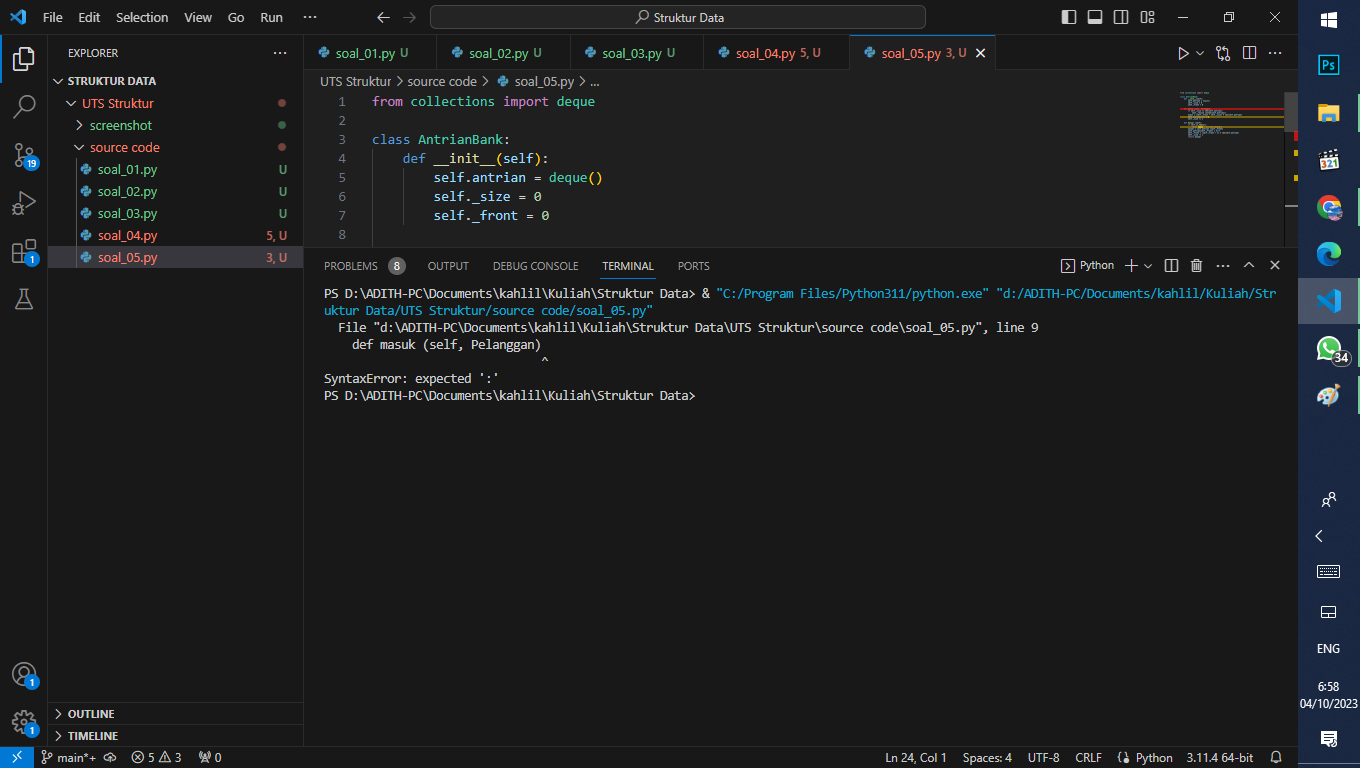 File Edit Selection View Go Run ··· Struktur Data
EXPLORER ···
STRUKTUR DATA
UTS Struktur
screenshot
source code
soal_01.py U
soal_02.py U
soal_03.py U
soal_04.py 5, U
soal_05.py 3, U
OUTLINE
TIMELINE
19
1
1
1
soal_01.py U soal_02.py U soal_03.py U soal_04.py 5, U soal_05.py 3, U
UTS Struktur > source code > soal_05.py > ...
1 from collections import deque
2
3 class AntrianBank:
4 def __init__(self):
5 self.antrian = deque()
6 self._size = 0
7 self._front = 0
8
PROBLEMS 8 OUTPUT DEBUG CONSOLE TERMINAL PORTS Python
PS D:\ADITH-PC\Documents\kahlil\Kuliah\Struktur Data> & "C:/Program Files/Python311/python.exe" "d:/ADITH-PC/Documents/kahlil/Kuliah/Str
uktur Data/UTS Struktur/source code/soal_05.py"
File "d:\ADITH-PC\Documents\kahlil\Kuliah\Struktur Data\UTS Struktur\source code\soal_05.py", line 9
def masuk (self, Pelanggan)
^
SyntaxError: expected ':'
PS D:\ADITH-PC\Documents\kahlil\Kuliah\Struktur Data>
main*+ 5 3 0 Ln 24, Col 1 Spaces: 4 UTF-8 CRLF Python 3.11.4 64-bit
Ps
321
34
ENG
6:58
04/10/2023